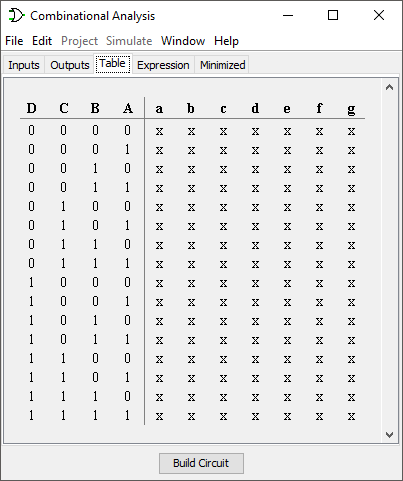 Combinational Analysis
File Edit Project Simulate Window Help
Inputs Outputs Table Expression Minimized
D C B A a b c d e f g
0 0 0 0 x x x x x x x
0 0 0 1 x x x x x x x
0 0 1 0 x x x x x x x
0 0 1 1 x x x x x x x
0 1 0 0 x x x x x x x
0 1 0 1 x x x x x x x
0 1 1 0 x x x x x x x
0 1 1 1 x x x x x x x
1 0 0 0 x x x x x x x
1 0 0 1 x x x x x x x
1 0 1 0 x x x x x x x
1 0 1 1 x x x x x x x
1 1 0 0 x x x x x x x
1 1 0 1 x x x x x x x
1 1 1 0 x x x x x x x
1 1 1 1 x x x x x x x
Build Circuit